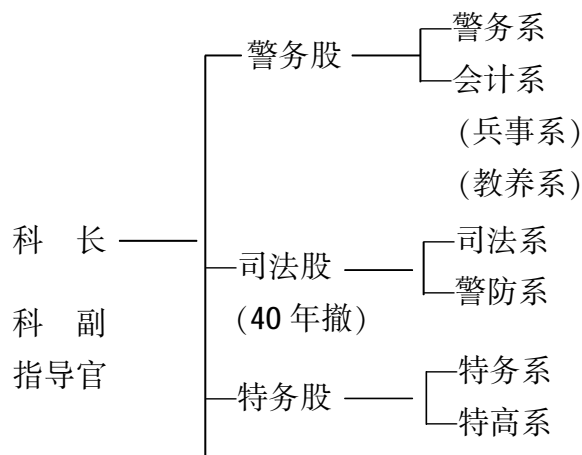 警务系
警务股
会计系
(兵事系)
(教养系)
科 长
司法股
司法系
警防系
(40 年撤)
科 副
指导官
特务股
特务系
特高系